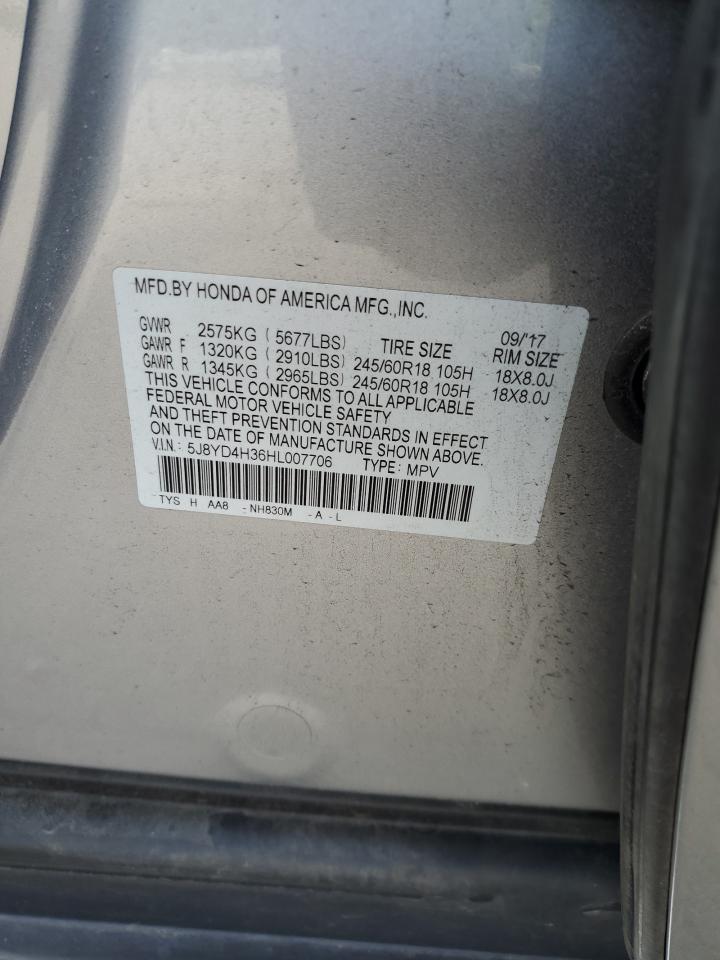 MFD.BY HONDA OF AMERICA MFG.,INC.
09/'17
GVWR 2575KG ( 5677LBS) TIRE SIZE RIM SIZE
GAWR F 1320KG ( 2910LBS) 245/60R18 105H 18X8.0J
GAWR R 1345KG ( 2965LBS) 245/60R18 105H 18X8.0J
THIS VEHICLE CONFORMS TO ALL APPLICABLE
FEDERAL MOTOR VEHICLE SAFETY
AND THEFT PREVENTION STANDARDS IN EFFECT
ON THE DATE OF MANUFACTURE SHOWN ABOVE.
V.I.N.: 5J8YD4H36HL007706 TYPE: MPV
TYS H AA8 - NH830M - A - L